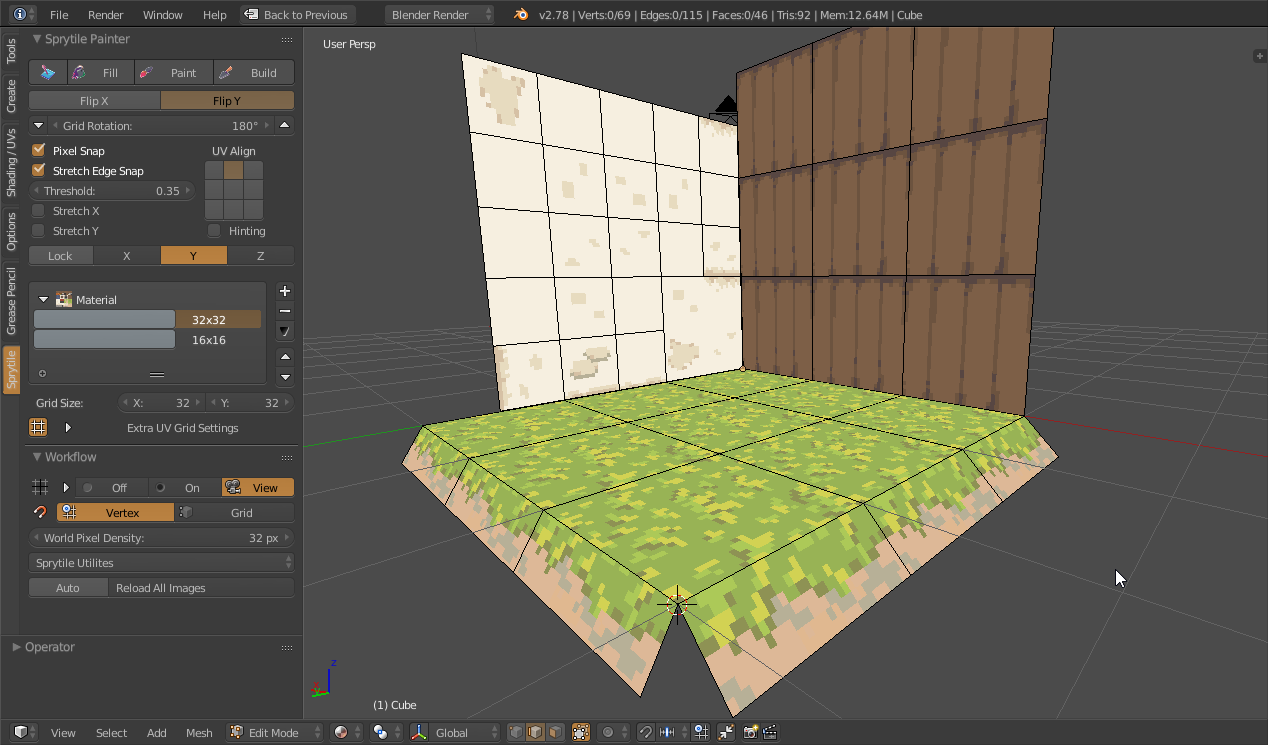 File Render Window Help Back to Previous Blender Render v2.78 | Verts:0/69 | Edges:0/115 | Faces:0/46 | Tris:92 | Mem:12.64M | Cube
Tools
Create
Shading / UVs
Options
Grease Pencil
Sprytile
Sprytile Painter
Fill Paint Build
Flip X Flip Y
Grid Rotation: 180°
Pixel Snap UV Align
Stretch Edge Snap
Threshold: 0.35
Stretch X
Stretch Y Hinting
Lock X Y Z
Material
32x32
16x16
Grid Size: X: 32 Y: 32
Extra UV Grid Settings
Workflow
Off On View
Vertex Grid
World Pixel Density: 32 px
Sprytile Utilites
Auto Reload All Images
Operator
User Persp
z
x
y
(1) Cube
View Select Add Mesh Edit Mode Global